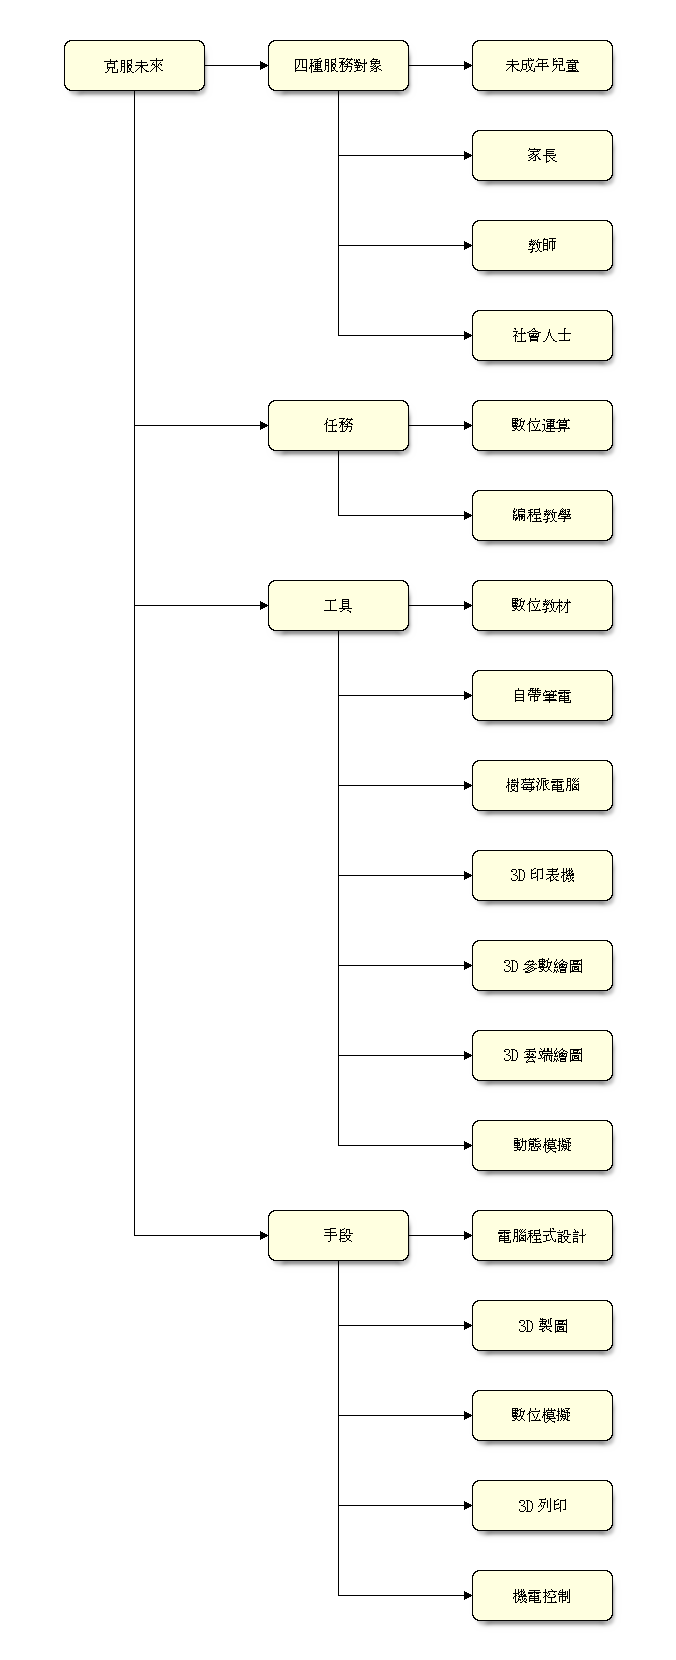 克服未來
四種服務對象
未成年兒童
家長
教師
社會人士
任務
數位運算
編程教學
工具
數位教材
自帶筆電
樹莓派電腦
3D 印表機
3D 參數繪圖
3D 雲端繪圖
動態模擬
手段
電腦程式設計
3D 製圖
數位模擬
3D 列印
機電控制